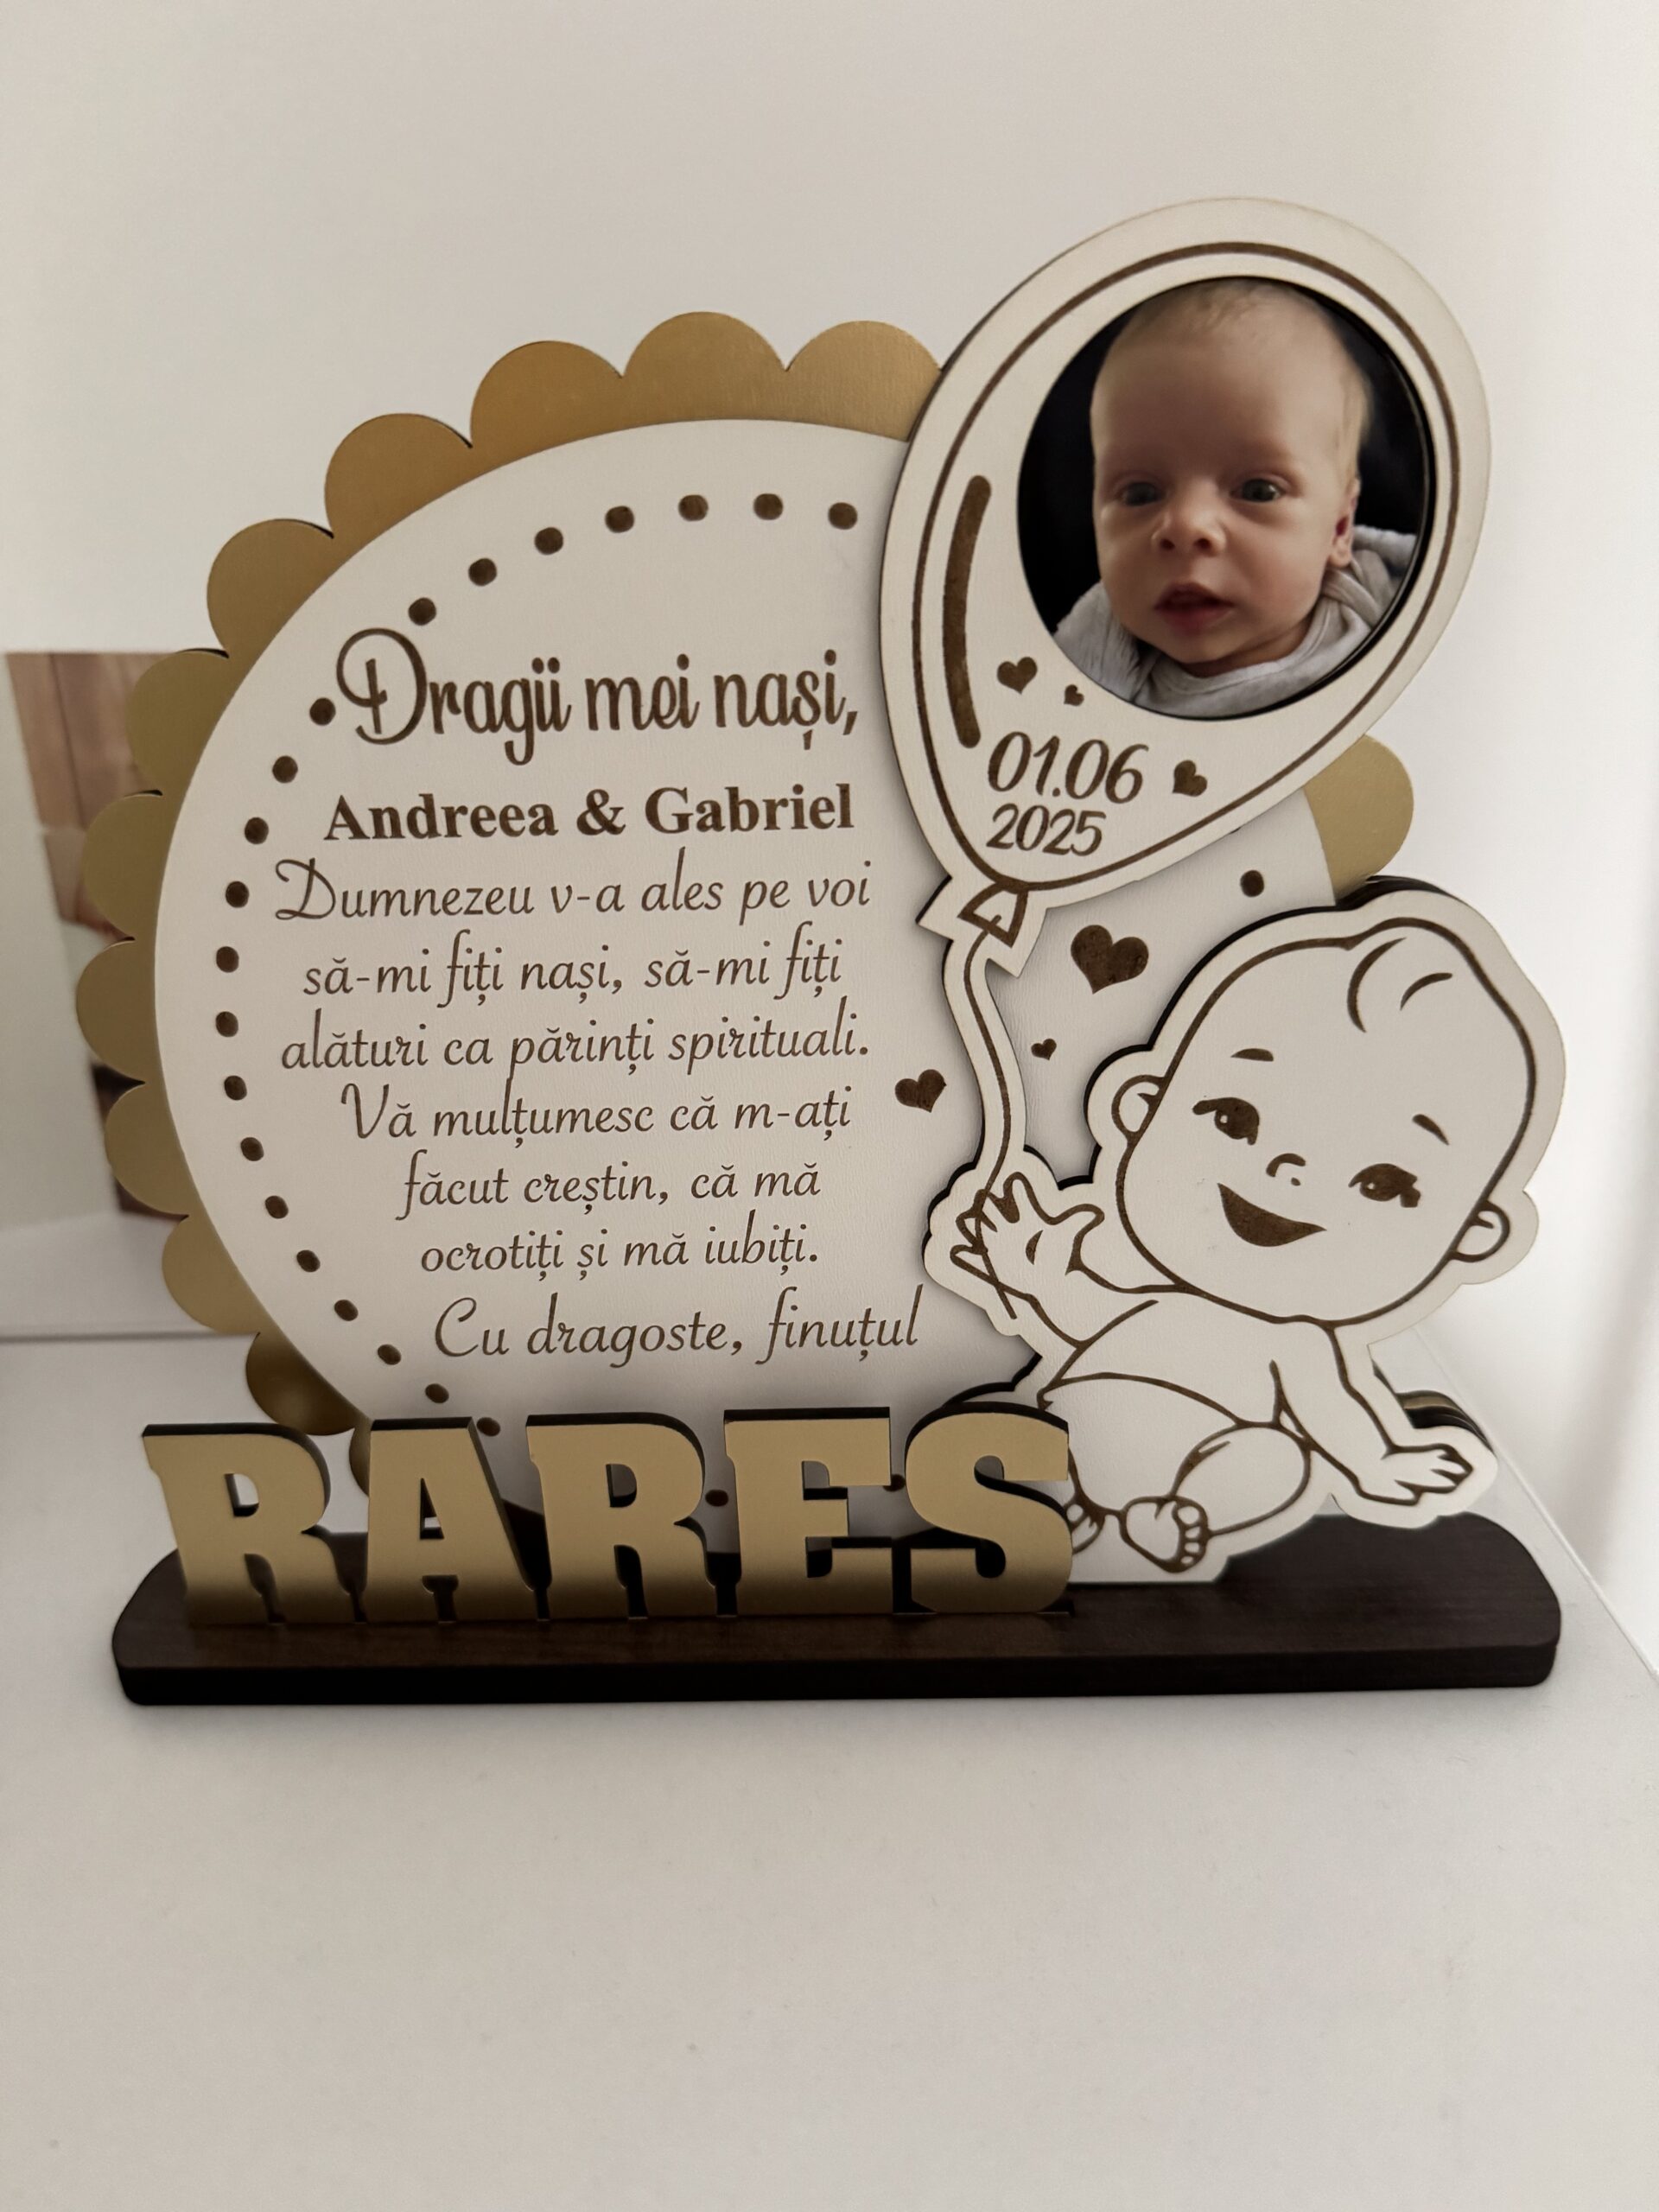 Dragii mei nași,
Andreea & Gabriel
Dumnezeu v-a ales pe voi
să-mi fiți nași, să-mi fiți
alături ca părinți spirituali.
Vă mulțumesc că m-ați
făcut creștin, că mă
ocrotiți și mă iubiți.
Cu dragoste, finuțul
RARES
01.06
2025